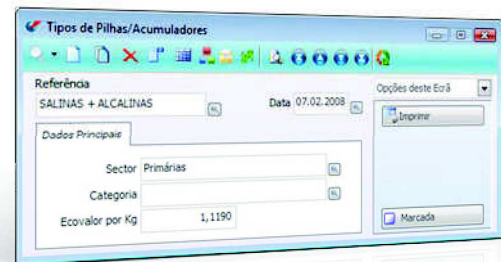 Tipos de Pilhas/Acumuladores
Referência
SALINAS + ALCALINAS
Data 07.02.2008
Opções deste Ecrã
Imprimir
Dados Principais
Sector Primárias
Categoria
Ecovalor por Kg 1,1190
Marcada